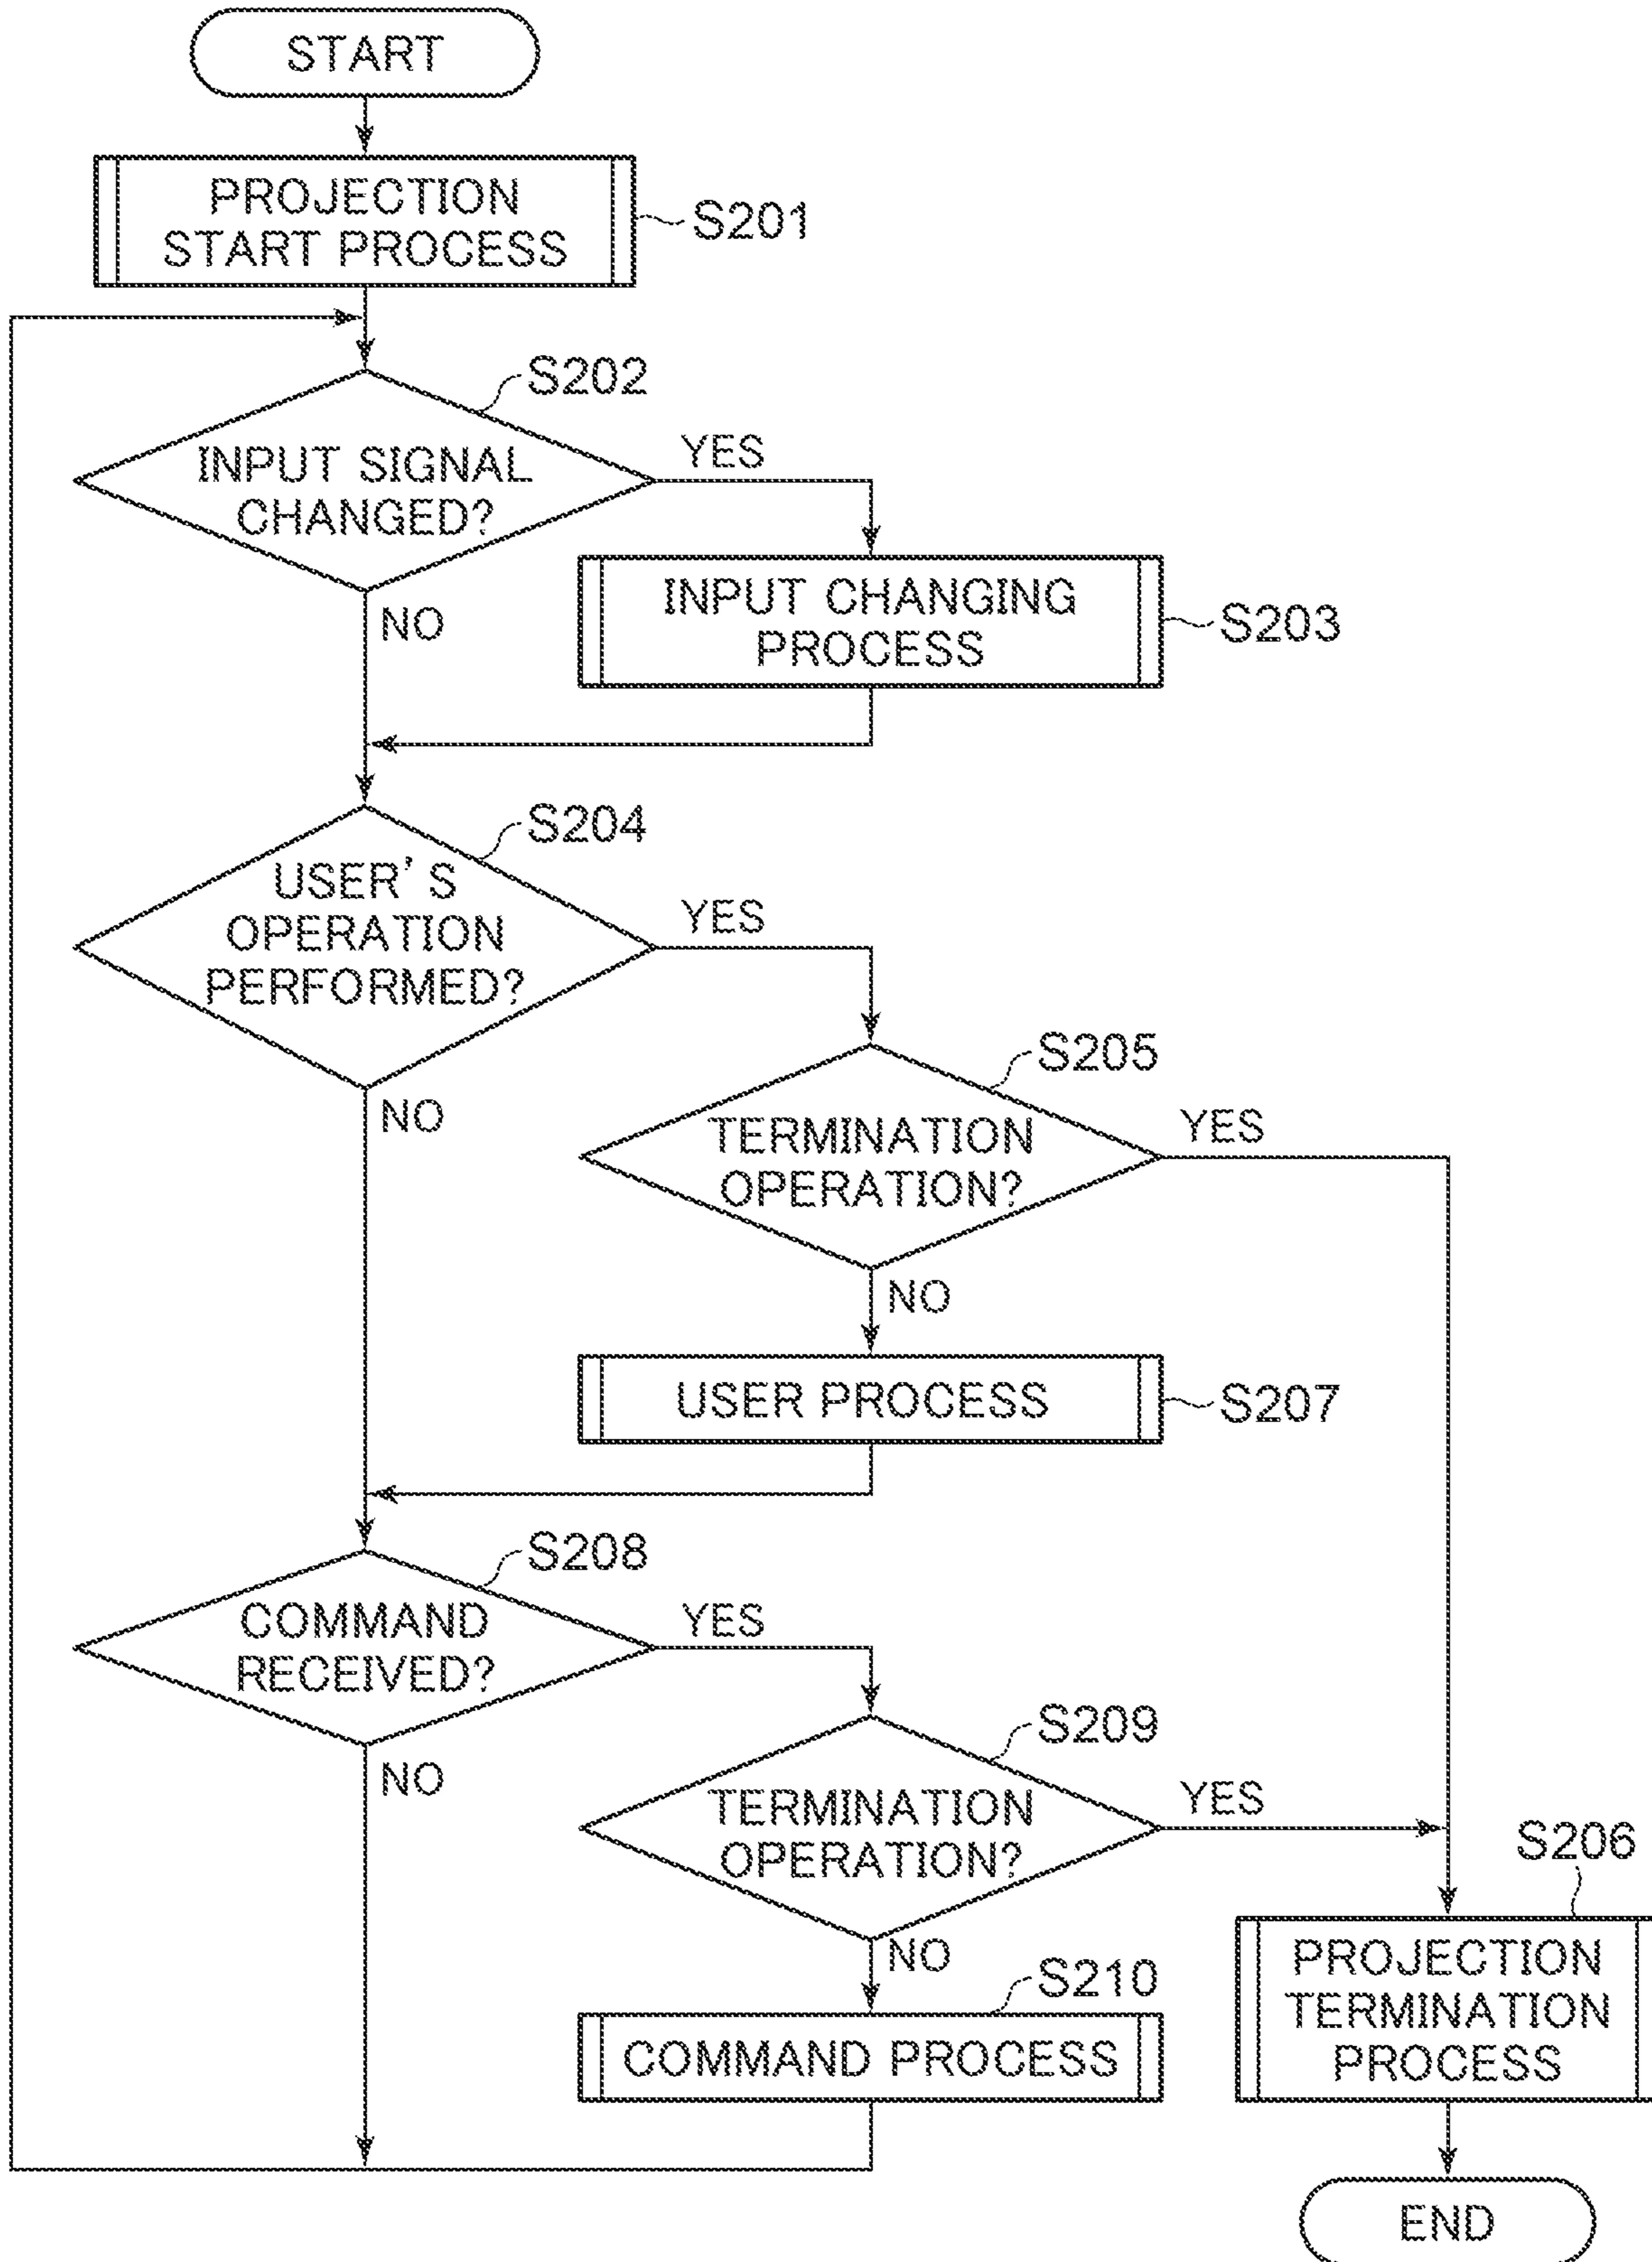 START
PROJECTION
START PROCESS
S201
S202
INPUT SIGNAL
CHANGED?
YES
NO
INPUT CHANGING
PROCESS
S203
S204
USER'S
OPERATION
PERFORMED?
YES
NO
S205
TERMINATION
OPERATION?
YES
NO
USER PROCESS
S207
S208
COMMAND
RECEIVED?
YES
NO
S209
TERMINATION
OPERATION?
YES
NO
S206
PROJECTION
TERMINATION
PROCESS
S210
COMMAND PROCESS
END